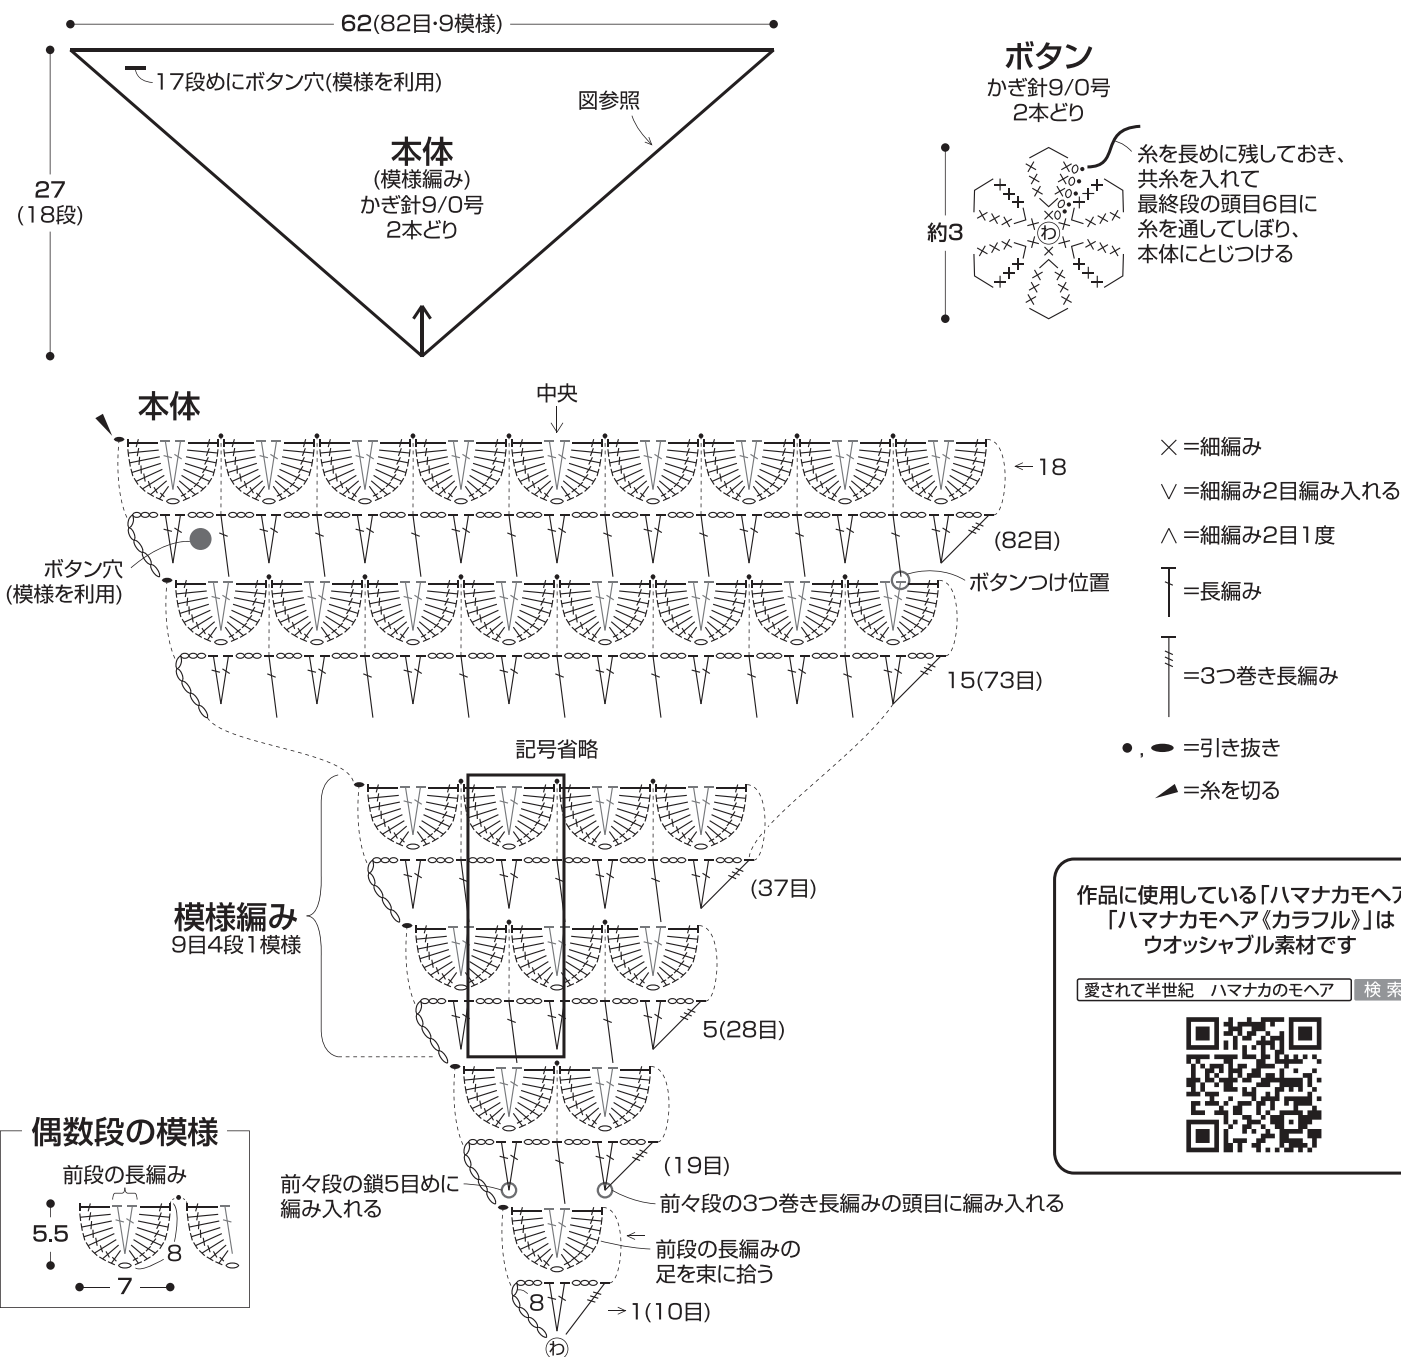 62(82目・9模様)
17段めにボタン穴(模様を利用)
図参照
27
(18段)
本体
(模様編み)
かぎ針9/0号
2本どり
ボタン
かぎ針9/0号
2本どり
約3
わ
糸を長めに残しておき、
共糸を入れて
最終段の頭目6目に
糸を通してしぼり、
本体にとじつける
本体
中央
←18
(82目)
ボタン穴
(模様を利用)
ボタンつけ位置
15(73目)
記号省略
(37目)
模様編み
9目4段1模様
5(28目)
(19目)
前々段の鎖5目めに
編み入れる
前々段の3つ巻き長編みの頭目に編み入れる
←
前段の長編みの
足を束に拾う
8
→1(10目)
わ
偶数段の模様
前段の長編み
5.5
8
7
×=細編み
∨=細編み2目編み入れる
∧=細編み2目1度
=長編み
=3つ巻き長編み
=引き抜き
=糸を切る
作品に使用している「ハマナカモヘア
「ハマナカモヘア《カラフル》」は
ウオッシャブル素材です
愛されて半世紀　ハマナカのモヘア
検索